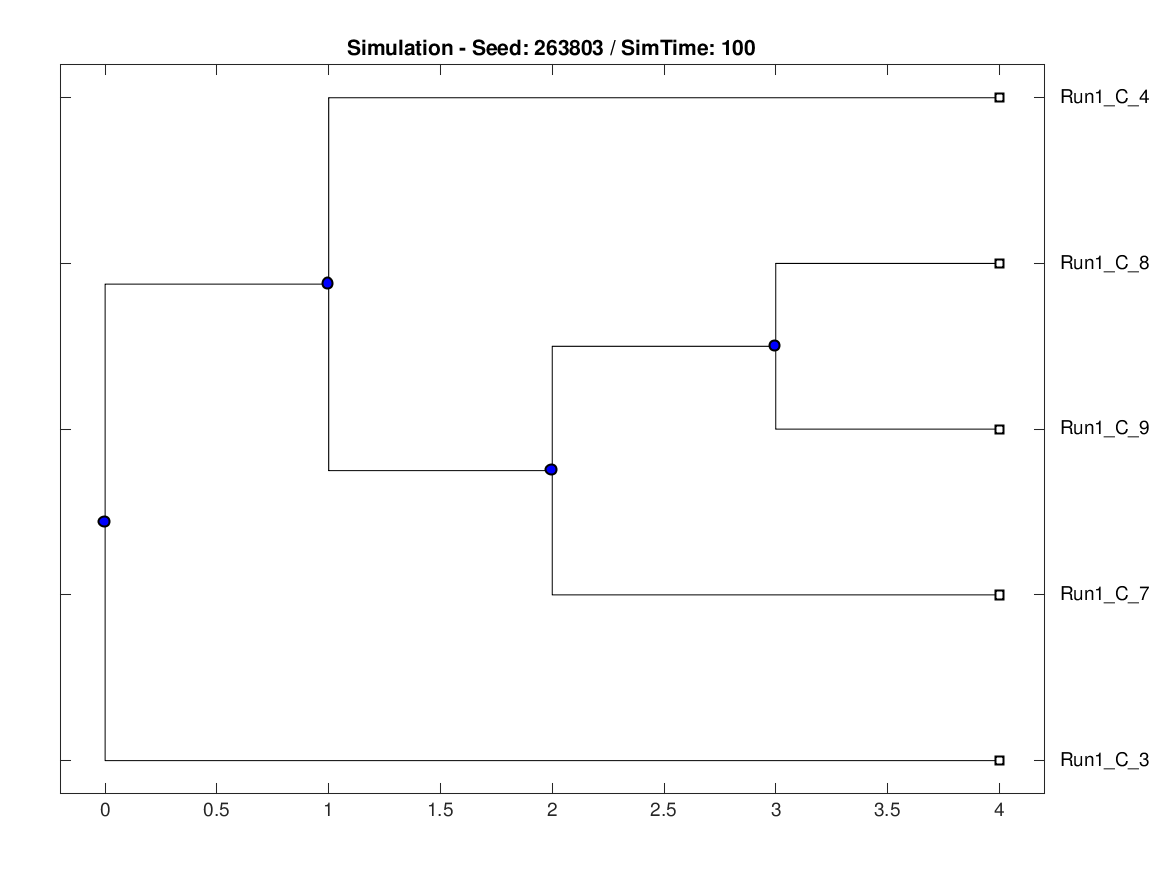 Simulation - Seed: 263803 / SimTime: 100
Run1_C_4
Run1_C_8
Run1_C_9
Run1_C_7
Run1_C_3
0 0.5 1 1.5 2 2.5 3 3.5 4